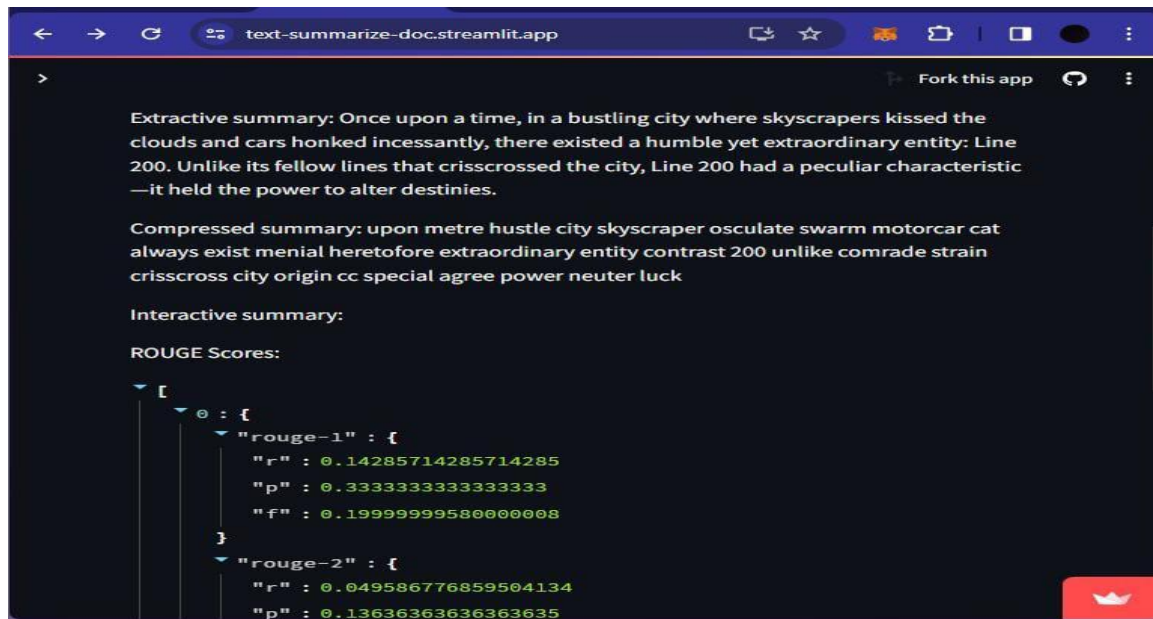 text-summarize-doc.streamlit.app
Fork this app
Extractive summary: Once upon a time, in a bustling city where skyscrapers kissed the
clouds and cars honked incessantly, there existed a humble yet extraordinary entity: Line
200. Unlike its fellow lines that crisscrossed the city, Line 200 had a peculiar characteristic
—it held the power to alter destinies.
Compressed summary: upon metre hustle city skyscraper osculate swarm motorcar cat
always exist menial heretofore extraordinary entity contrast 200 unlike comrade strain
crisscross city origin cc special agree power neuter luck
Interactive summary:
ROUGE Scores:
[
0 : {
"rouge-1" : {
"r" : 0.14285714285714285
"p" : 0.3333333333333333
"f" : 0.19999999580000008
}
"rouge-2" : {
"r" : 0.049586776859504134
"p" : 0.13636363636363635